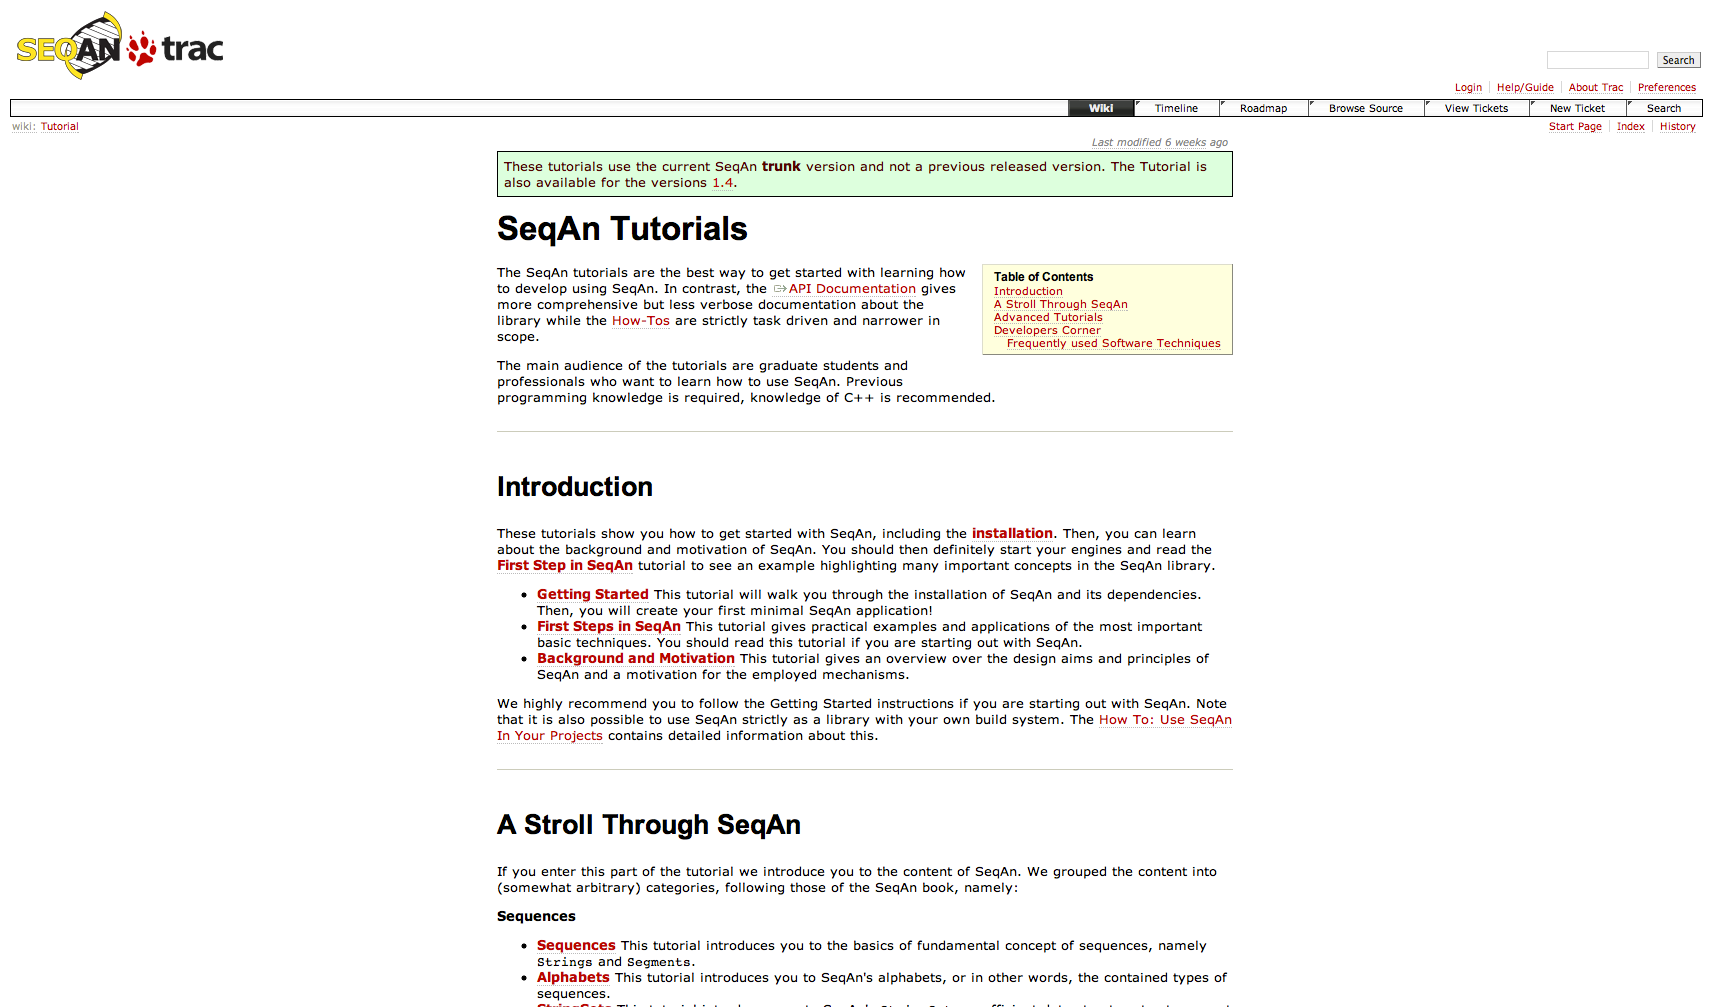 SEQAN trac
Search
Login Help/Guide About Trac Preferences
Wiki Timeline Roadmap Browse Source View Tickets New Ticket Search
wiki: Tutorial
Start Page Index History
Last modified 6 weeks ago
These tutorials use the current SeqAn trunk version and not a previous released version. The Tutorial is
also available for the versions 1.4.
SeqAn Tutorials
The SeqAn tutorials are the best way to get started with learning how
to develop using SeqAn. In contrast, the API Documentation gives
more comprehensive but less verbose documentation about the
library while the How-Tos are strictly task driven and narrower in
scope.
Table of Contents
Introduction
A Stroll Through SeqAn
Advanced Tutorials
Developers Corner
Frequently used Software Techniques
The main audience of the tutorials are graduate students and
professionals who want to learn how to use SeqAn. Previous
programming knowledge is required, knowledge of C++ is recommended.
Introduction
These tutorials show you how to get started with SeqAn, including the installation. Then, you can learn
about the background and motivation of SeqAn. You should then definitely start your engines and read the
First Step in SeqAn tutorial to see an example highlighting many important concepts in the SeqAn library.
• Getting Started This tutorial will walk you through the installation of SeqAn and its dependencies.
Then, you will create your first minimal SeqAn application!
• First Steps in SeqAn This tutorial gives practical examples and applications of the most important
basic techniques. You should read this tutorial if you are starting out with SeqAn.
• Background and Motivation This tutorial gives an overview over the design aims and principles of
SeqAn and a motivation for the employed mechanisms.
We highly recommend you to follow the Getting Started instructions if you are starting out with SeqAn. Note
that it is also possible to use SeqAn strictly as a library with your own build system. The How To: Use SeqAn
In Your Projects contains detailed information about this.
A Stroll Through SeqAn
If you enter this part of the tutorial we introduce you to the content of SeqAn. We grouped the content into
(somewhat arbitrary) categories, following those of the SeqAn book, namely:
Sequences
• Sequences This tutorial introduces you to the basics of fundamental concept of sequences, namely
Strings and Segments.
• Alphabets This tutorial introduces you to SeqAn's alphabets, or in other words, the contained types of
sequences.